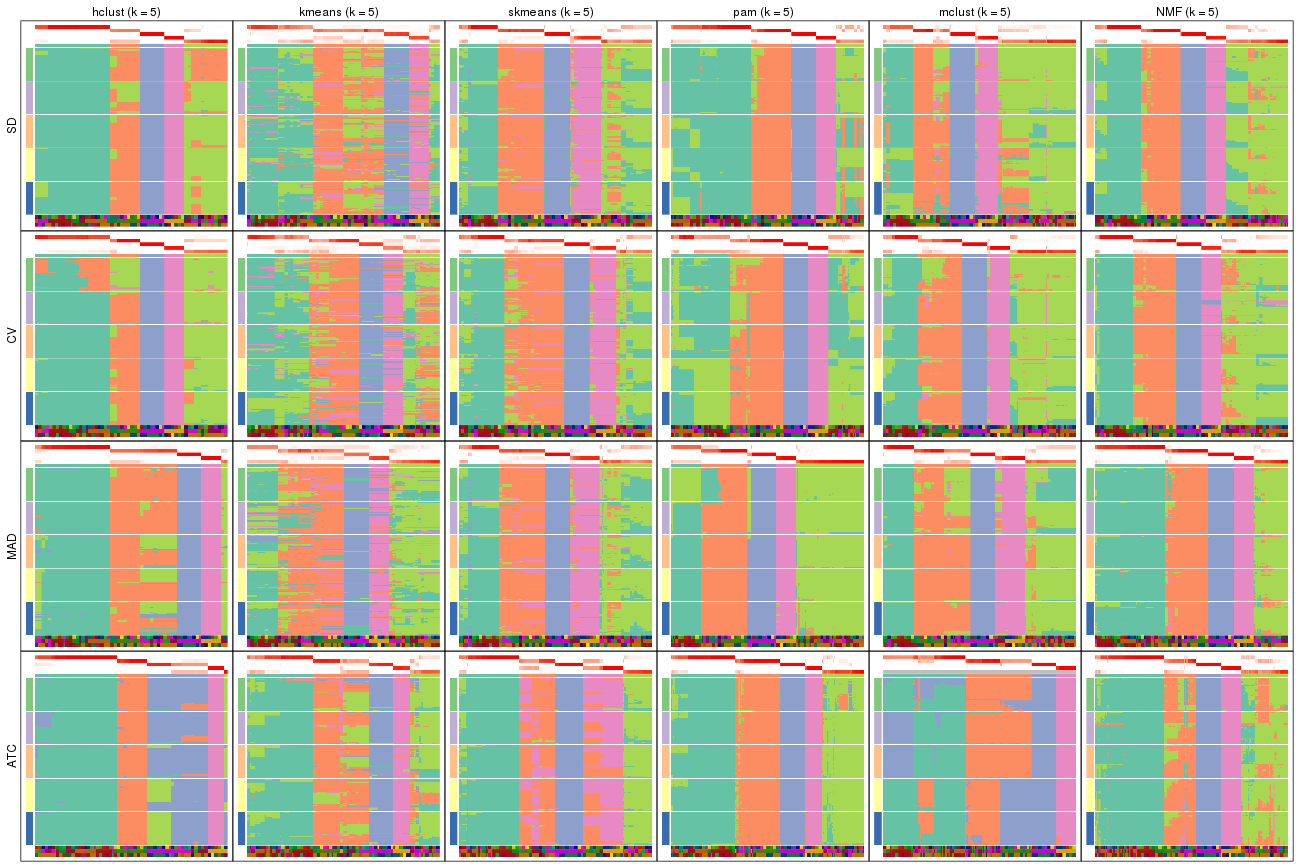 hclust (k = 5) kmeans (k = 5) skmeans (k = 5) pam (k = 5) mclust (k = 5) NMF (k = 5)
SD
CV
MAD
ATC